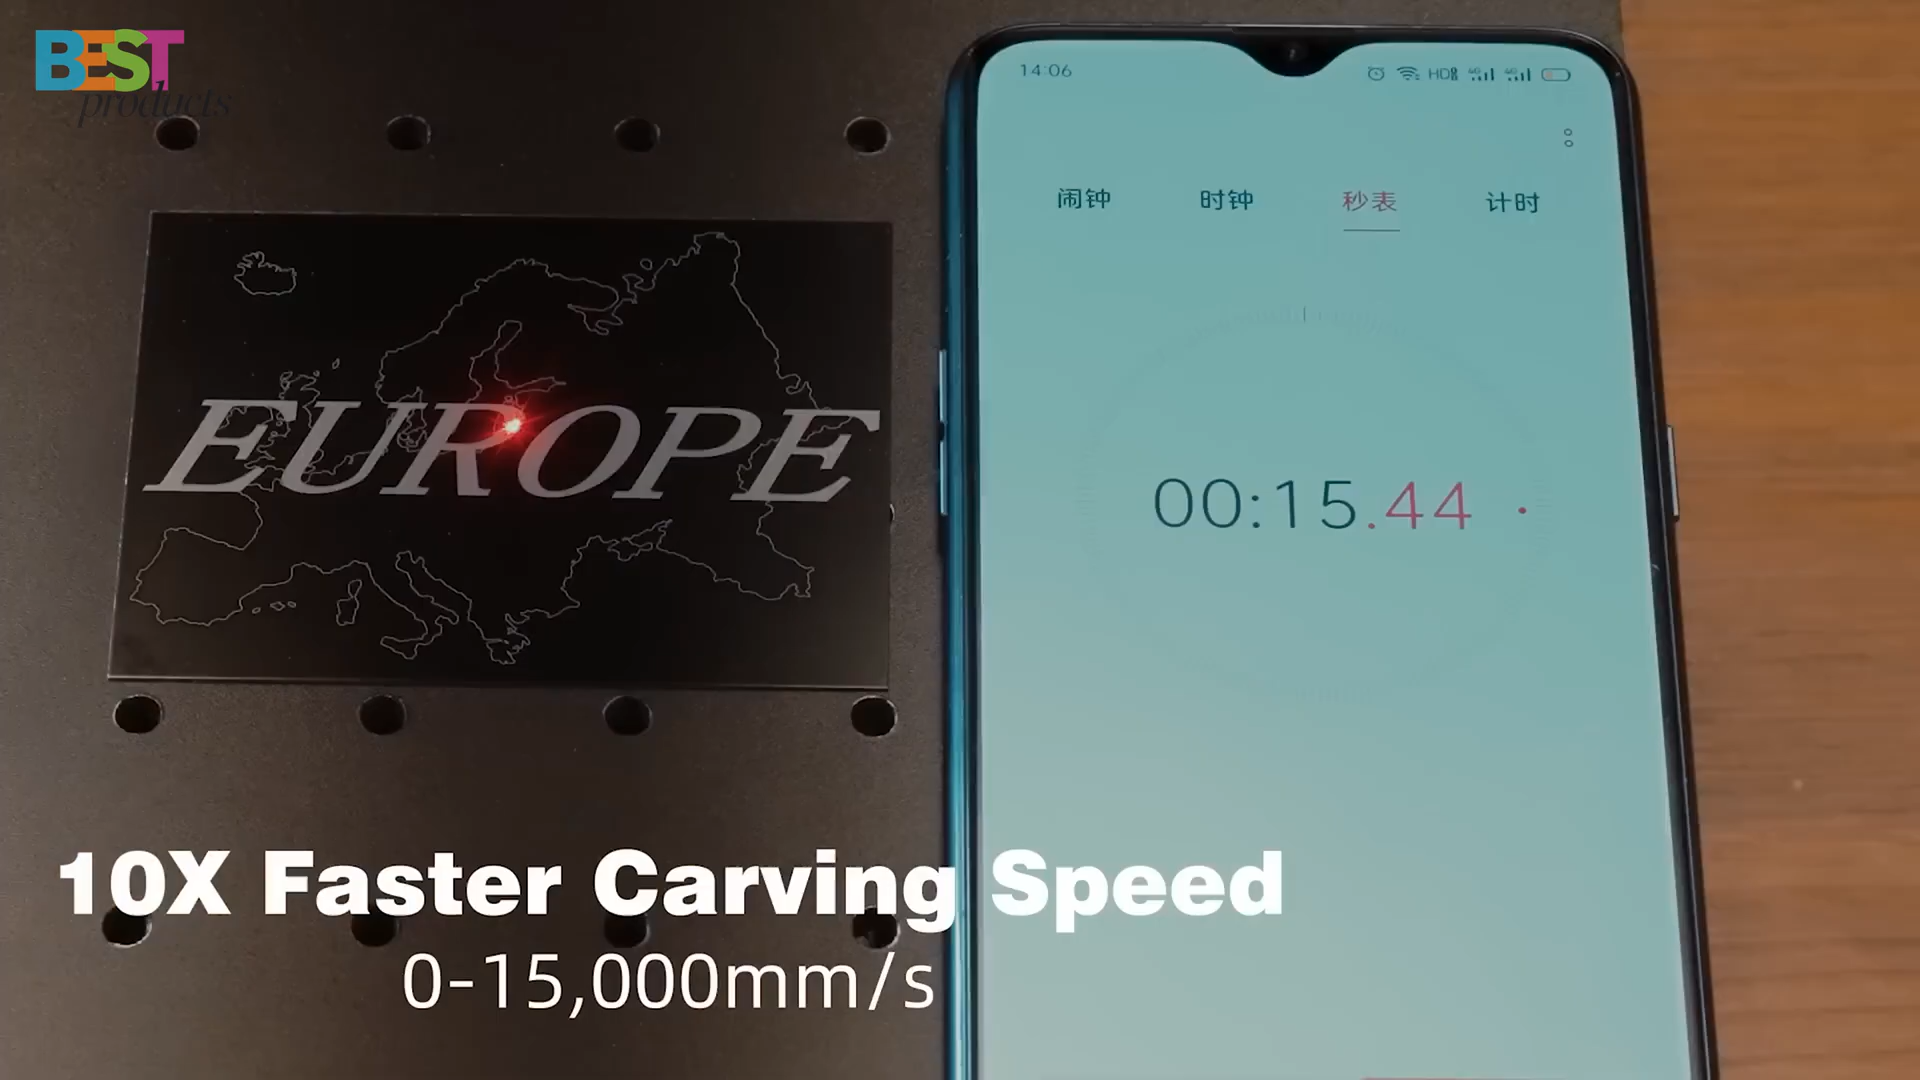 BEST
products
14:06
HD
闹钟 时钟 秒表 计时
EUROPE
00:15.44
10X Faster Carving Speed
0-15,000mm/s